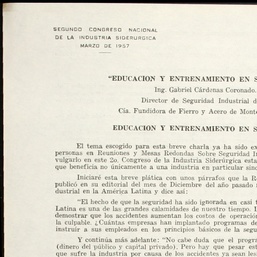 SEGUNDO CONGRESO NACIONAL
DE LA INDUSTRIA SIDERURGICA
MARZO DE 1957
"EDUCACION Y ENTRENAMIENTO EN S
Ing. Gabriel Cárdenas Coronado.
Director de Seguridad Industrial d
Cia. Fundidora de Fierro y Acero de Monte
EDUCACION Y ENTRENAMIENTO EN S
El tema escogido para esta breve charla ya ha sido ex
personas en Reuniones y Mesas Redondas Sobre Seguridad I
vulgarlo en este 2o. Congreso de la Industria Siderúrgica esta
que beneficia no únicamente a una industria en particular sino
Iniciaré esta breve plática con unos párrafos que la R
publicó en su editorial del mes de Diciembre del año pasado
dustrial en la América Latina y dice así:
"El hecho de que la seguridad ha sido ignorada en casi t
Latina es una de las grandes calamidades de nuestro tiempo. I
demostrar que los accidentes aumentan los costos de operación
la culpable. ¿Cuántas empresas han implantado programas de
instruir a sus empleados en los principios básicos de la segu
Y continúa más adelante: "No cabe duda que el progr
(dinero del público y capital privado). Pero hay que pesar est
que sufre la industria por causa de los accidentes ya sean les